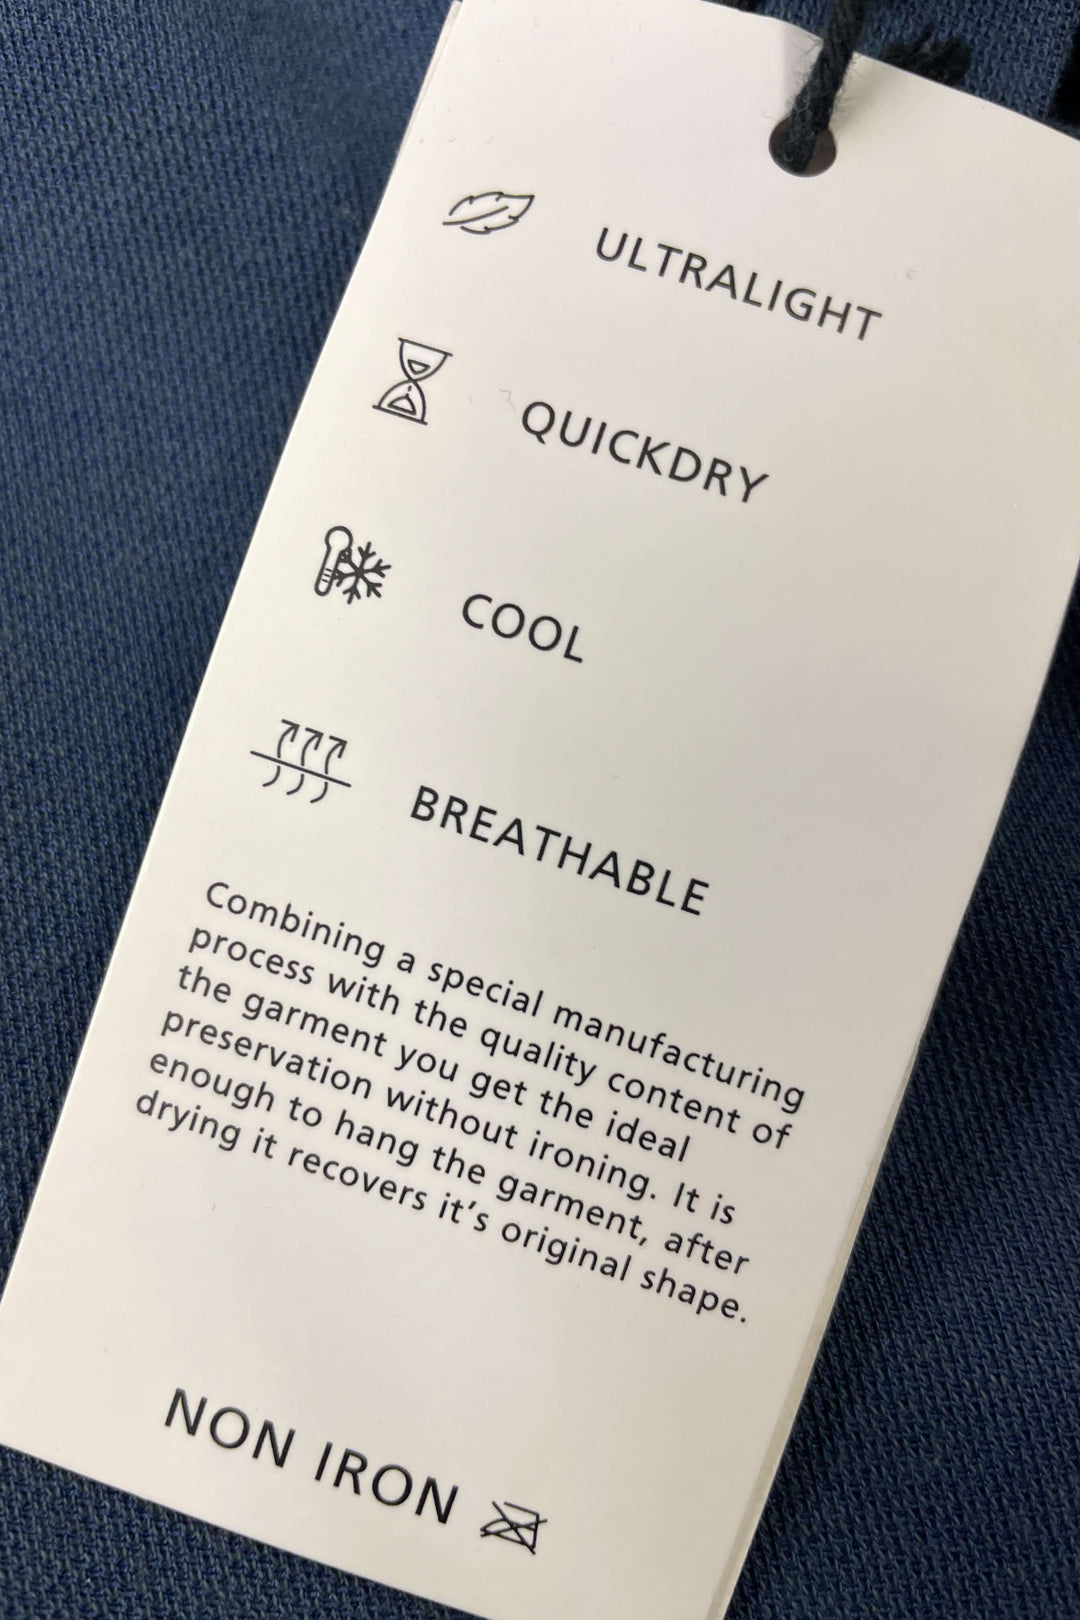 ULTRALIGHT
QUICKDRY
COOL
BREATHABLE
Combining a special manufacturing
process with the quality content of
the garment you get the ideal
preservation without ironing. It is
enough to hang the garment, after
drying it recovers it’s original shape.
NON IRON